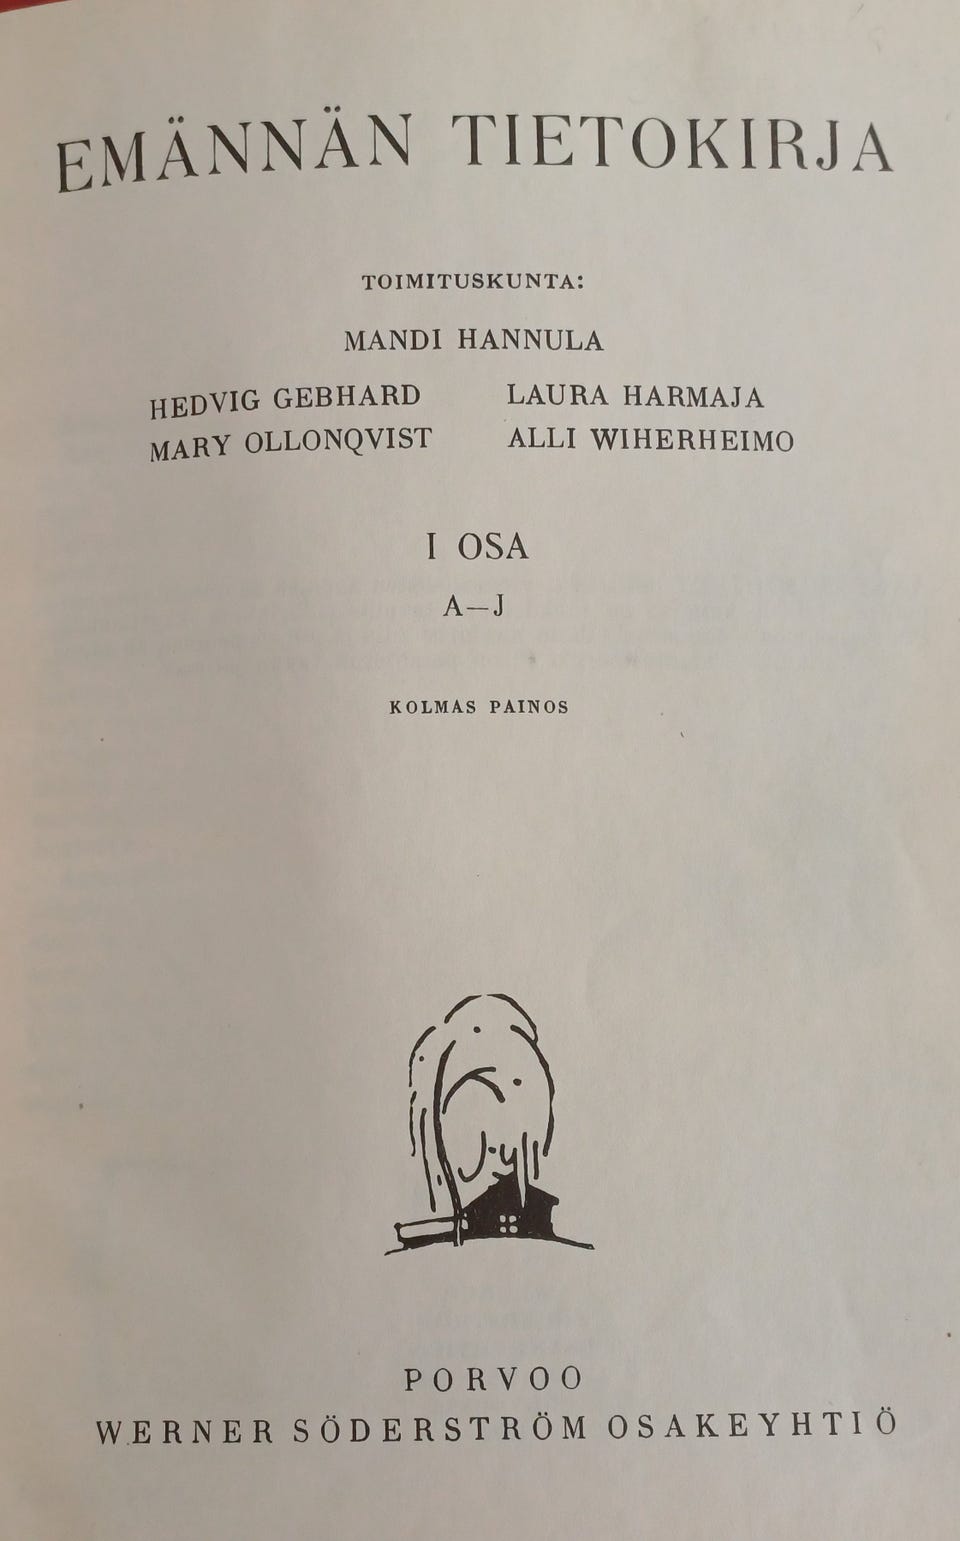 EMÄNNÄN TIETOKIRJA
TOIMITUSKUNTA:
MANDI HANNULA
HEDVIG GEBHARD LAURA HARMAJA
MARY OLLONQVIST ALLI WIHERHEIMO
I OSA
A—J
KOLMAS PAINOS
PORVOO
WERNER SÖDERSTRÖM OSAKEYHTIÖ